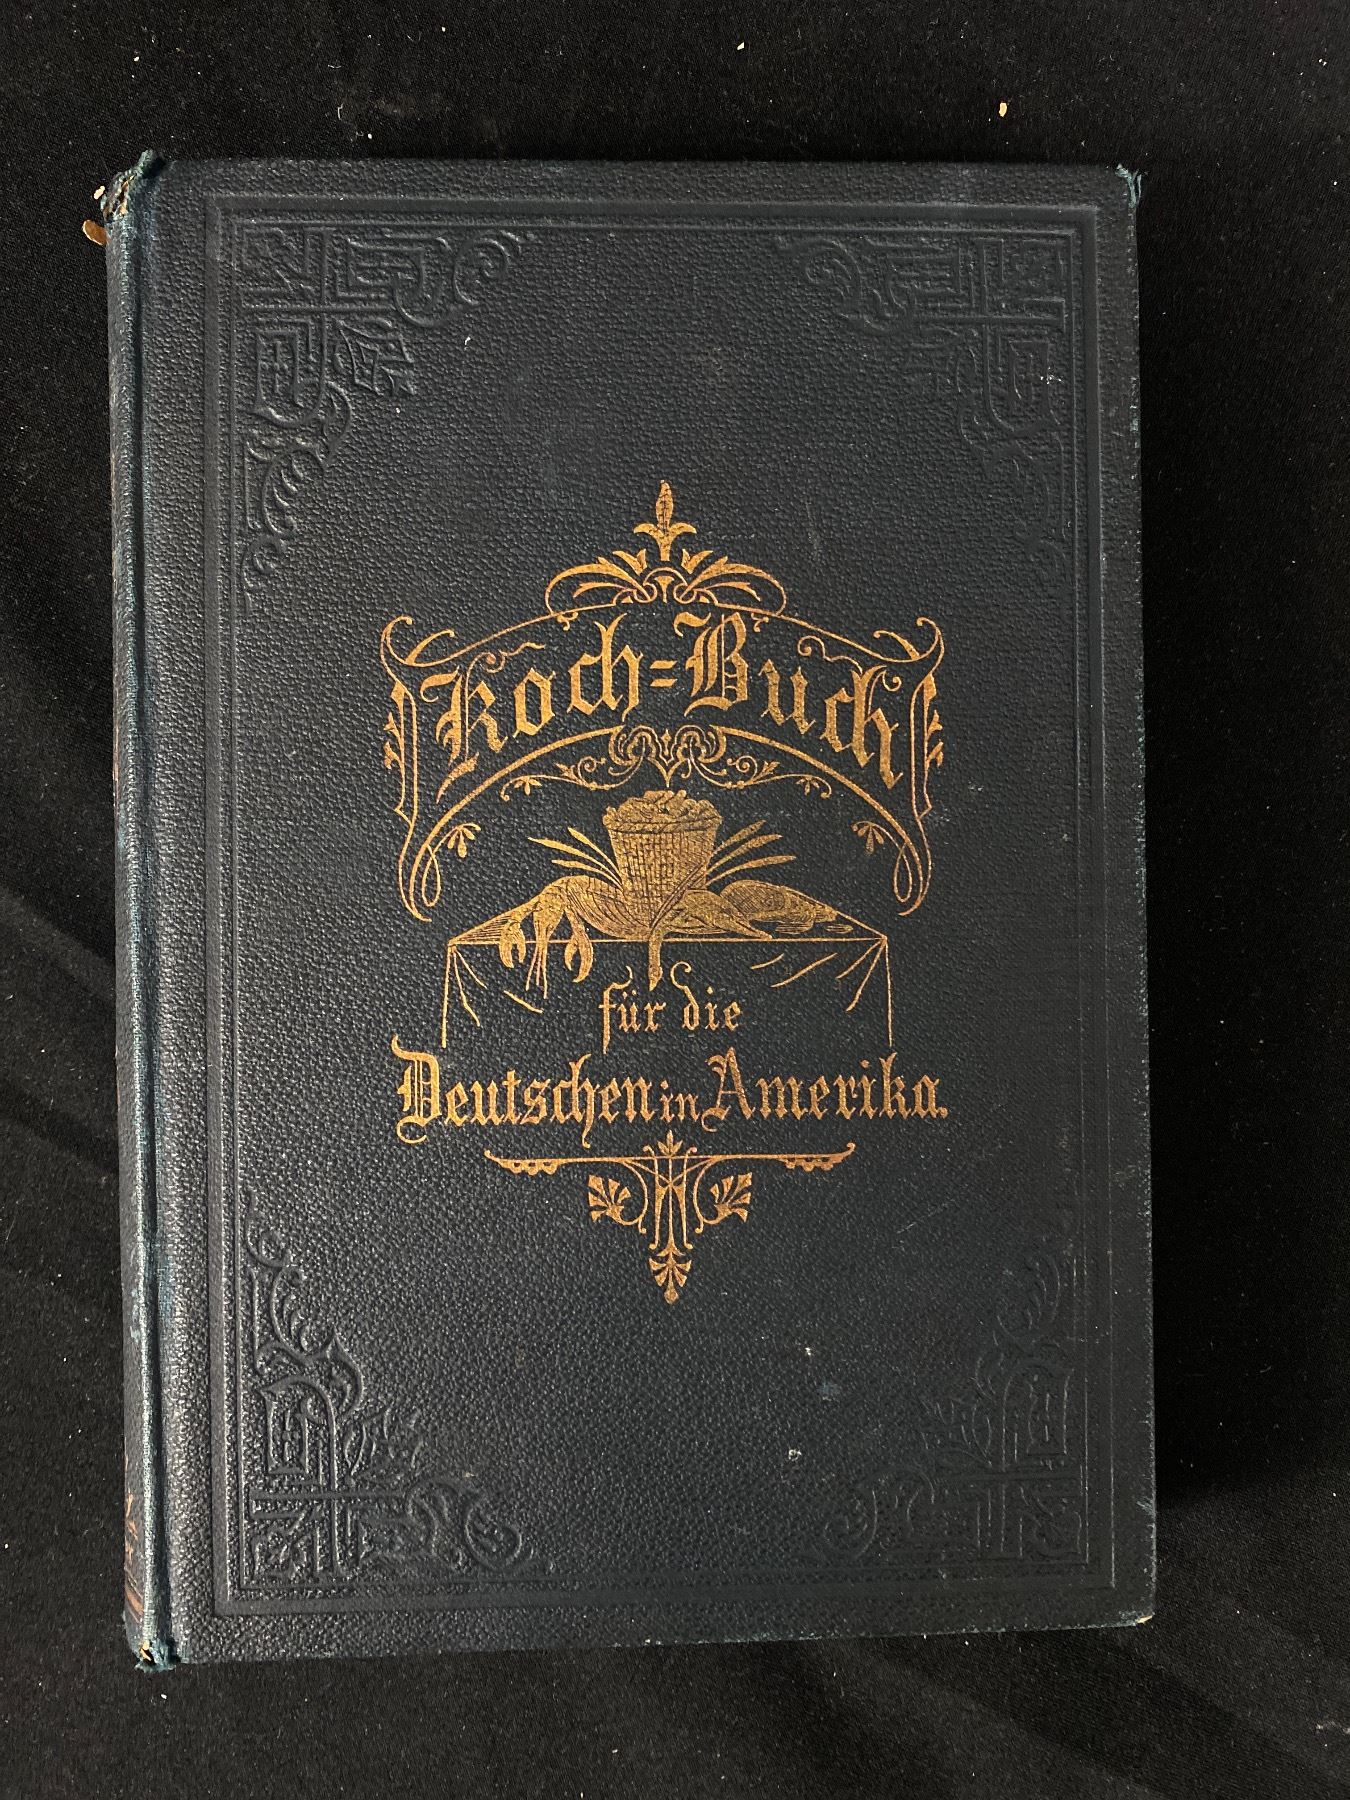 Koch=Buch
für die
Deutschen in Amerika.